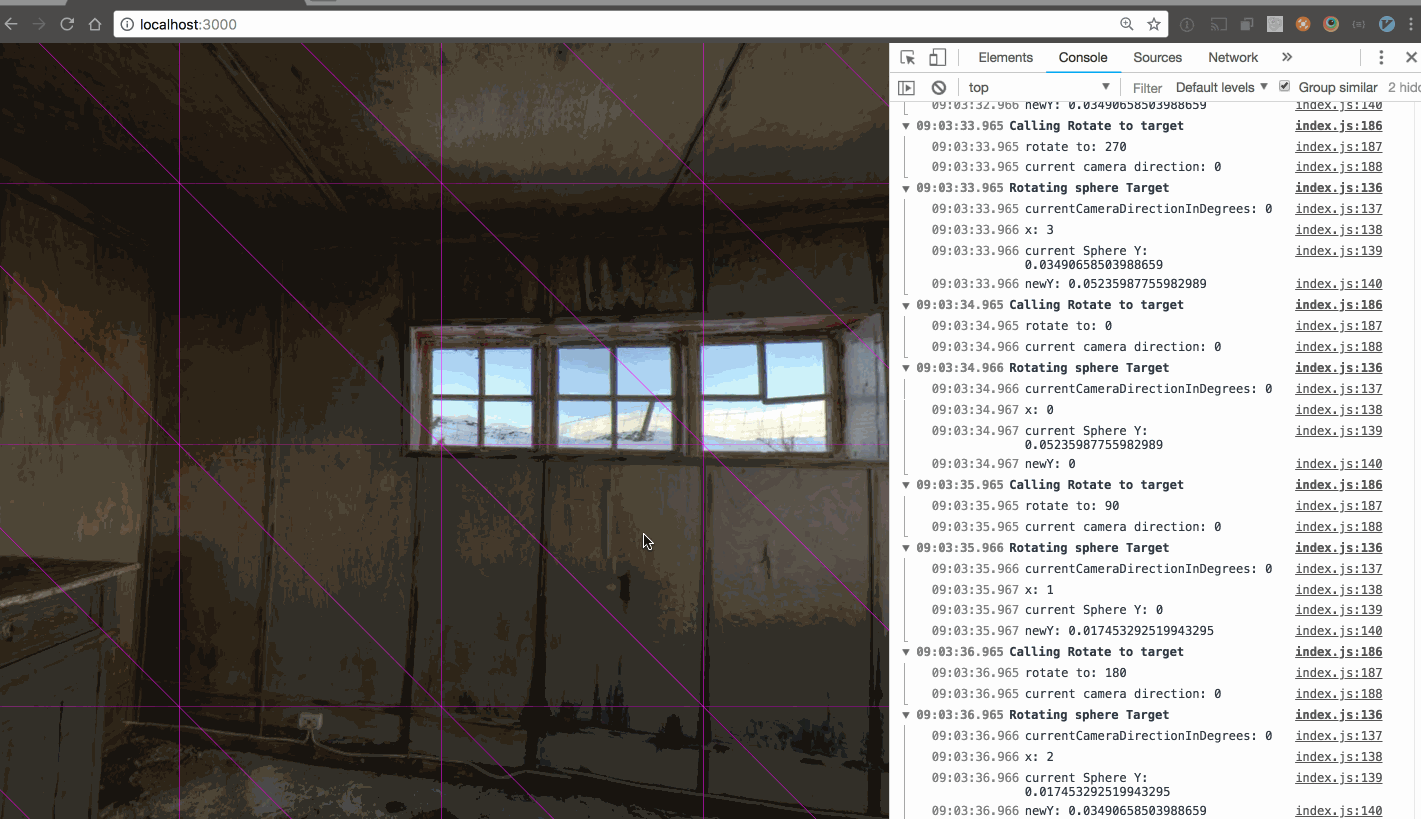 localhost:3000
Elements Console Sources Network »
top Filter Default levels Group similar 2 hidd
09:03:32.966 newY: 0.03490658503988659 index.js:140
09:03:33.965 Calling Rotate to target index.js:186
09:03:33.965 rotate to: 270 index.js:187
09:03:33.965 current camera direction: 0 index.js:188
09:03:33.965 Rotating sphere Target index.js:136
09:03:33.965 currentCameraDirectionInDegrees: 0 index.js:137
09:03:33.966 x: 3 index.js:138
09:03:33.966 current Sphere Y: index.js:139
0.03490658503988659
09:03:33.966 newY: 0.05235987755982989 index.js:140
09:03:34.965 Calling Rotate to target index.js:186
09:03:34.965 rotate to: 0 index.js:187
09:03:34.965 current camera direction: 0 index.js:188
09:03:34.966 Rotating sphere Target index.js:136
09:03:34.966 currentCameraDirectionInDegrees: 0 index.js:137
09:03:34.966 x: 0 index.js:138
09:03:34.967 current Sphere Y: index.js:139
0.05235987755982989
09:03:34.967 newY: 0 index.js:140
09:03:35.965 Calling Rotate to target index.js:186
09:03:35.965 rotate to: 90 index.js:187
09:03:35.966 current camera direction: 0 index.js:188
09:03:35.966 Rotating sphere Target index.js:136
09:03:35.966 currentCameraDirectionInDegrees: 0 index.js:137
09:03:35.967 x: 1 index.js:138
09:03:35.967 current Sphere Y: 0 index.js:139
09:03:35.967 newY: 0.017453292519943295 index.js:140
09:03:36.965 Calling Rotate to target index.js:186
09:03:36.965 rotate to: 180 index.js:187
09:03:36.965 current camera direction: 0 index.js:188
09:03:36.965 Rotating sphere Target index.js:136
09:03:36.966 currentCameraDirectionInDegrees: 0 index.js:137
09:03:36.966 x: 2 index.js:138
09:03:36.966 current Sphere Y: index.js:139
0.017453292519943295
09:03:36.966 newY: 0.03490658503988659 index.js:140